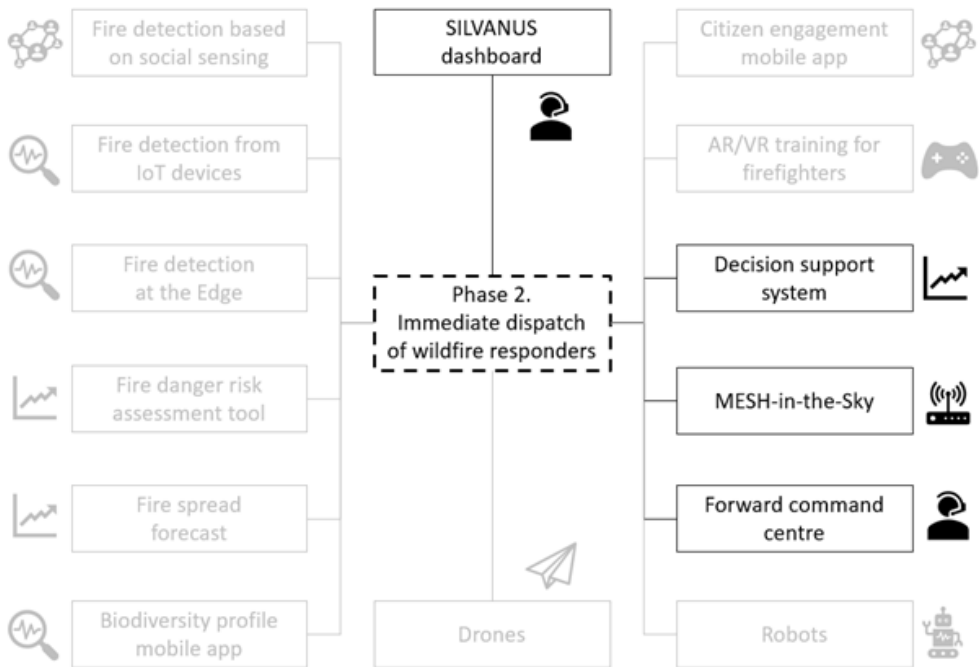 Fire detection based
on social sensing
SILVANUS
dashboard
Citizen engagement
mobile app
Fire detection from
IoT devices
AR/VR training for
firefighters
Fire detection
at the Edge
Phase 2.
Immediate dispatch
of wildfire responders
Decision support
system
Fire danger risk
assessment tool
MESH-in-the-Sky
Fire spread
forecast
Forward command
centre
Biodiversity profile
mobile app
Drones
Robots